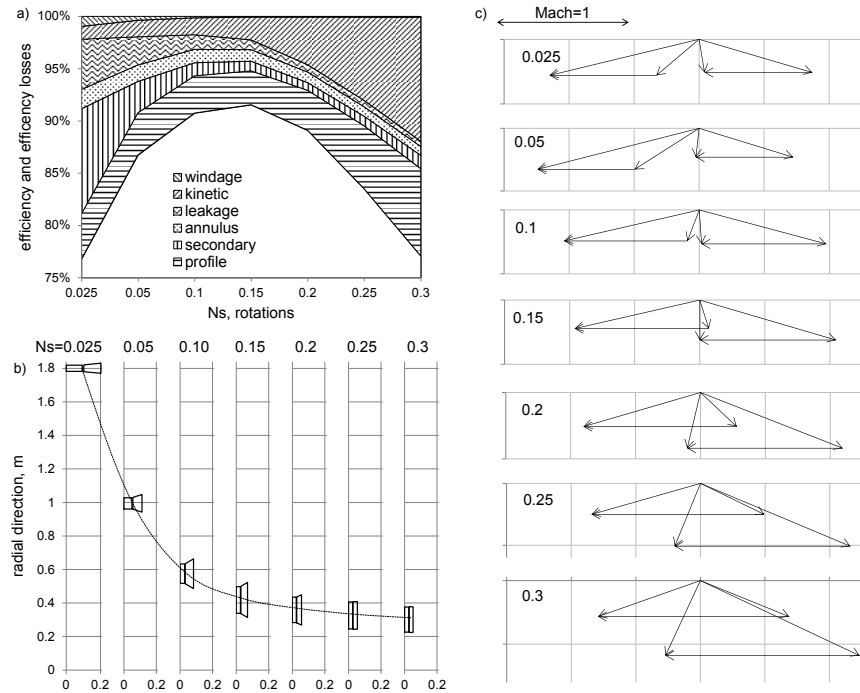 a)
100%
95%
90%
85%
80%
75%
efficiency and efficency losses
windage
kinetic
leakage
annulus
secondary
profile
0.025 0.05 0.1 0.15 0.2 0.25 0.3
Ns, rotations
Ns=0.025 0.05 0.10 0.15 0.2 0.25 0.3
b)
1.8
1.6
1.4
1.2
1
0.8
0.6
0.4
0.2
0
radial direction, m
0 0.2 0 0.2 0 0.2 0 0.2 0 0.2 0 0.2 0 0.2
c)
Mach=1
0.025
0.05
0.1
0.15
0.2
0.25
0.3